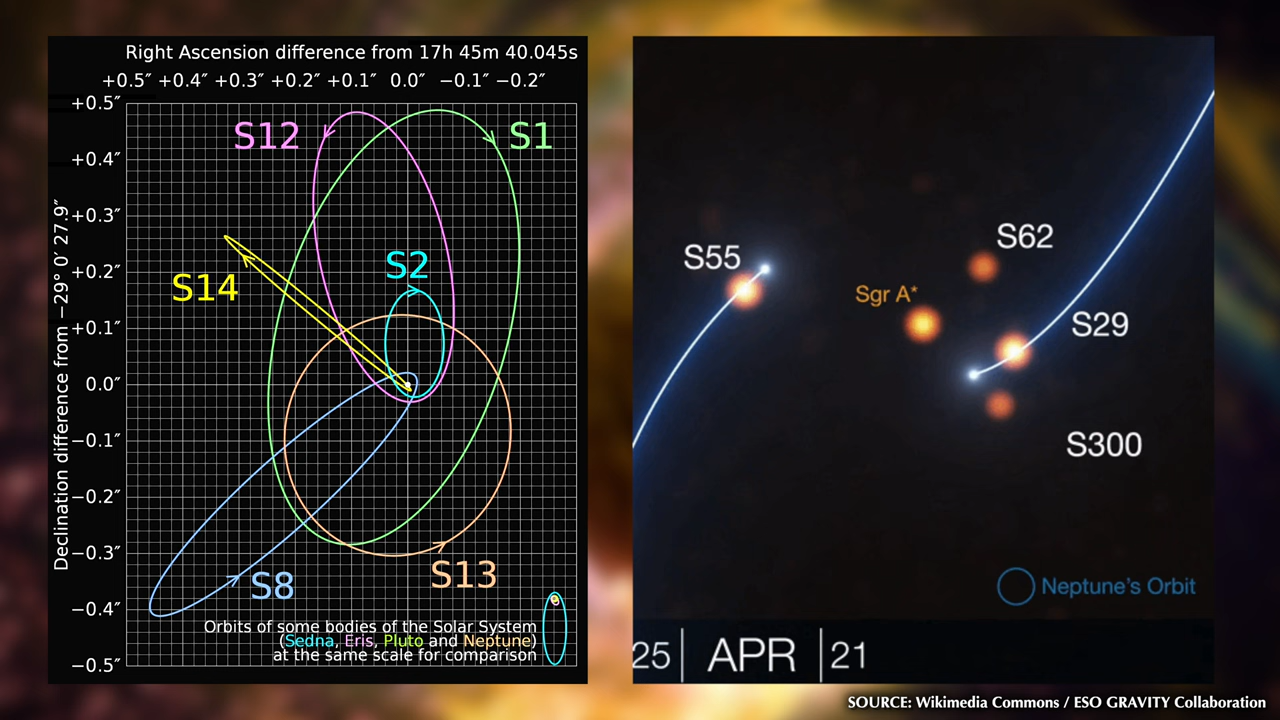 Right Ascension difference from 17h 45m 40.045s
+0.5″ +0.4″ +0.3″ +0.2″ +0.1″ 0.0″ −0.1″ −0.2″
Declination difference from −29° 0′ 27.9″
+0.5″
+0.4″
+0.3″
+0.2″
+0.1″
0.0″
−0.1″
−0.2″
−0.3″
−0.4″
−0.5″
S12
S1
S2
S14
S13
S8
Orbits of some bodies of the Solar System
(Sedna, Eris, Pluto and Neptune)
at the same scale for comparison
S55
S62
Sgr A*
S29
S300
Neptune's Orbit
25 APR 21
SOURCE: Wikimedia Commons / ESO GRAVITY Collaboration